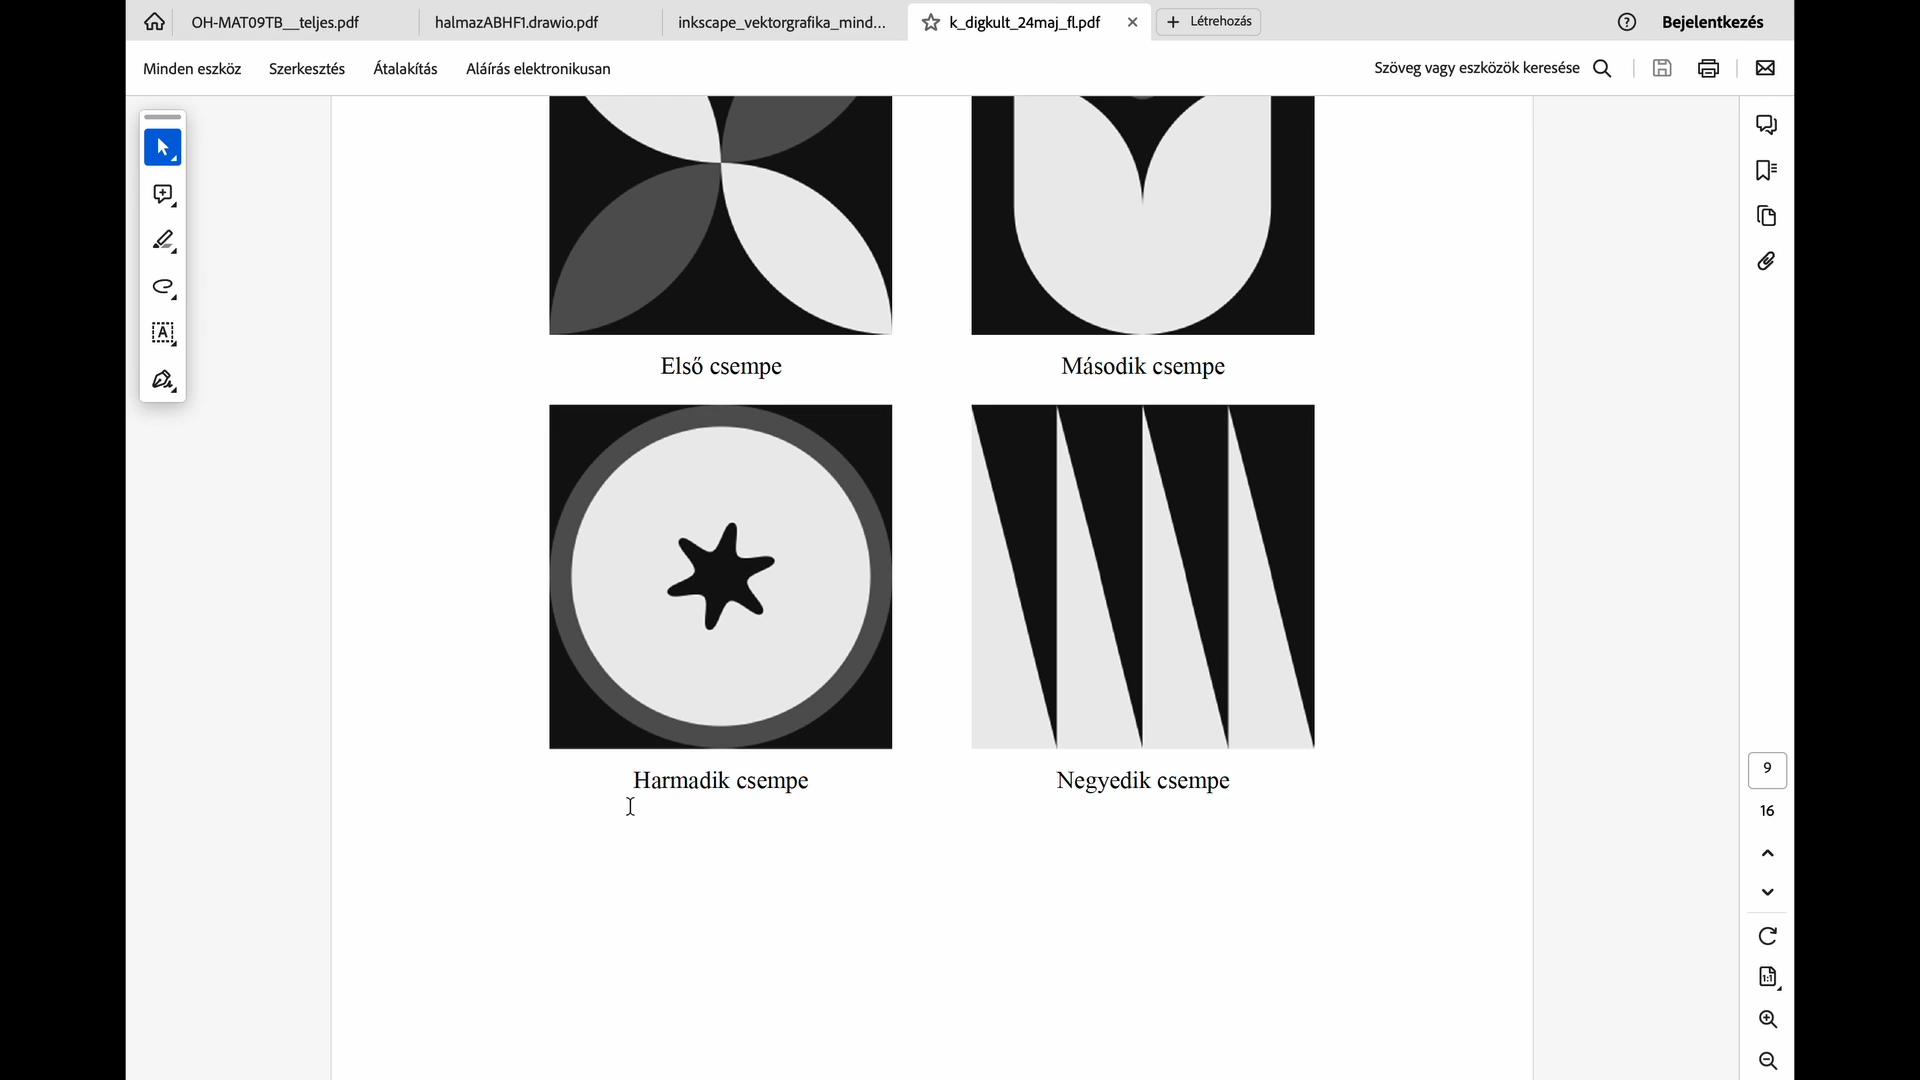 OH-MAT09TB__teljes.pdf
halmazABHF1.drawio.pdf
inkscape_vektorgrafika_mind...
k_digkult_24maj_fl.pdf
Létrehozás
Bejelentkezés
Minden eszköz
Szerkesztés
Átalakítás
Aláírás elektronikusan
Szöveg vagy eszközök keresése
Első csempe
Második csempe
Harmadik csempe
Negyedik csempe
9
16